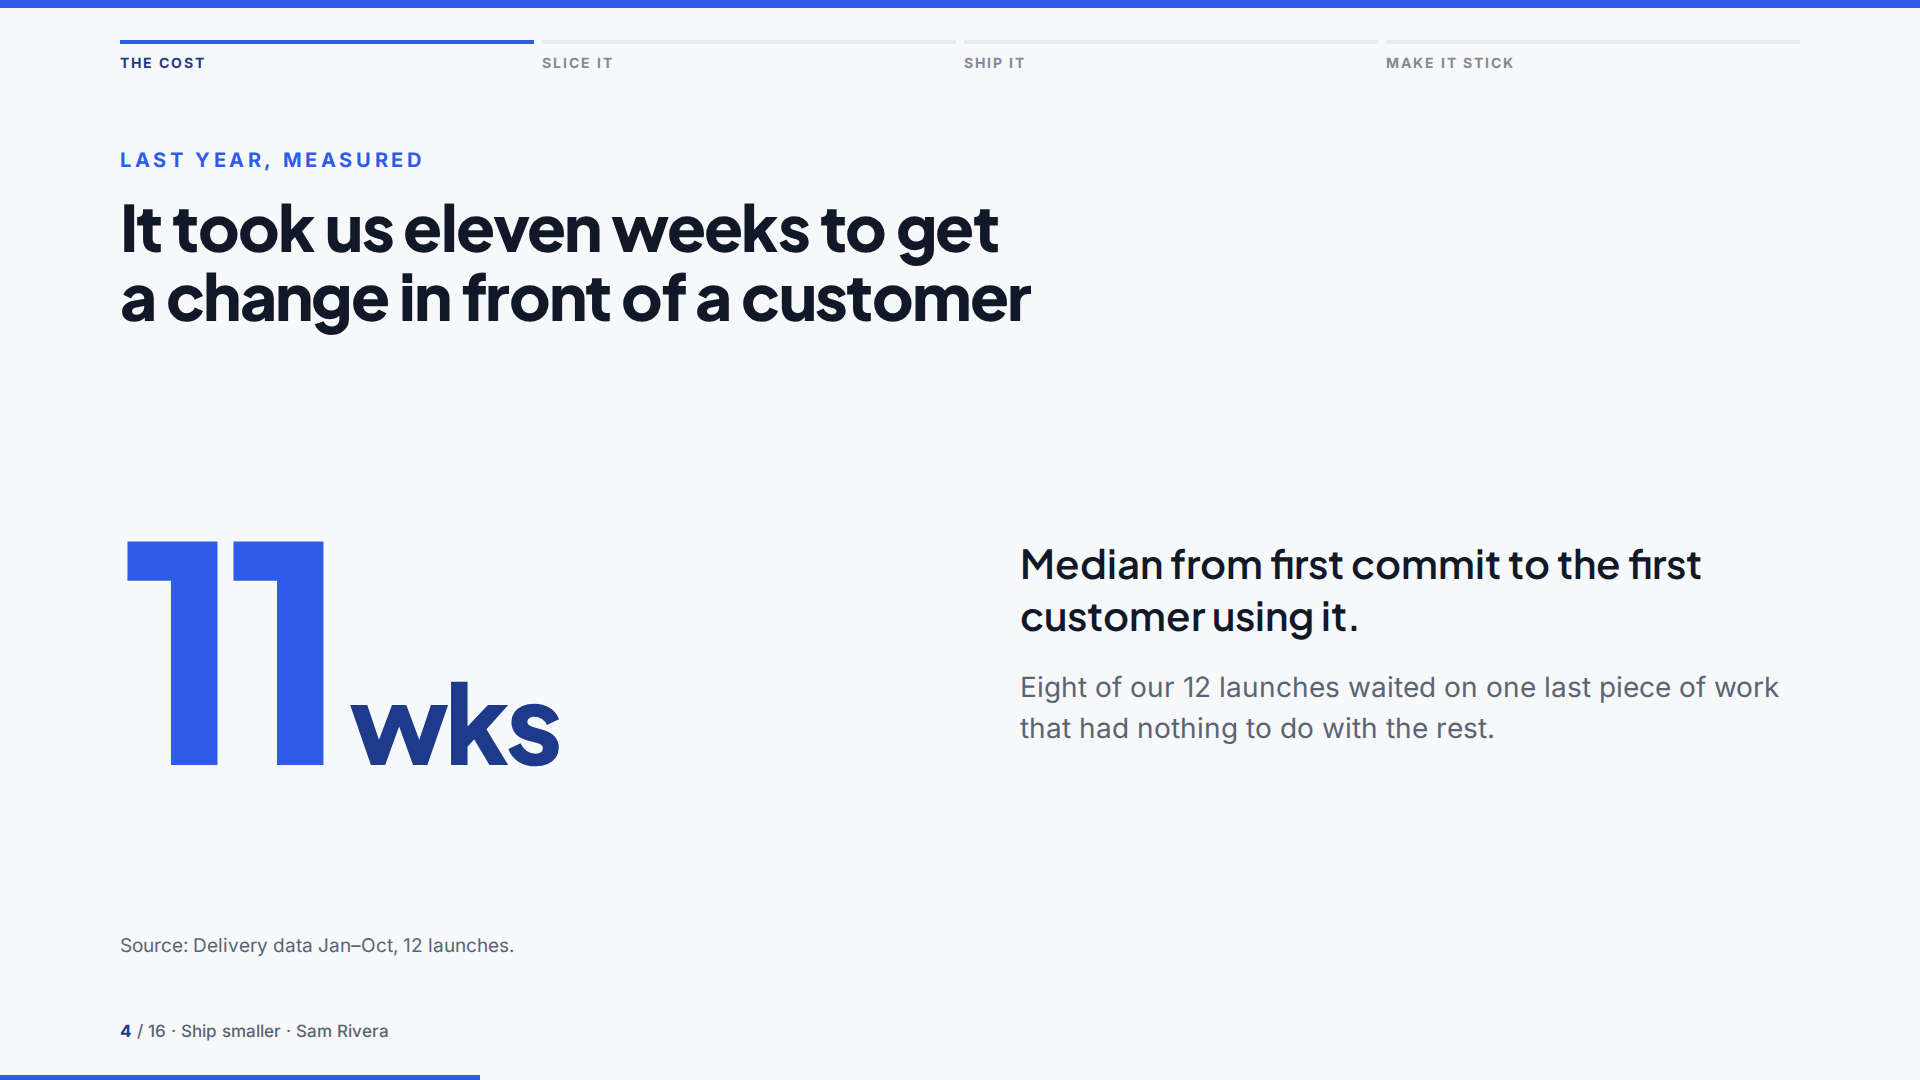 THE COST
SLICE IT
SHIP IT
MAKE IT STICK
LAST YEAR, MEASURED
It took us eleven weeks to get
a change in front of a customer
11 wks
Median from first commit to the first
customer using it.
Eight of our 12 launches waited on one last piece of work
that had nothing to do with the rest.
Source: Delivery data Jan–Oct, 12 launches.
4 / 16 · Ship smaller · Sam Rivera